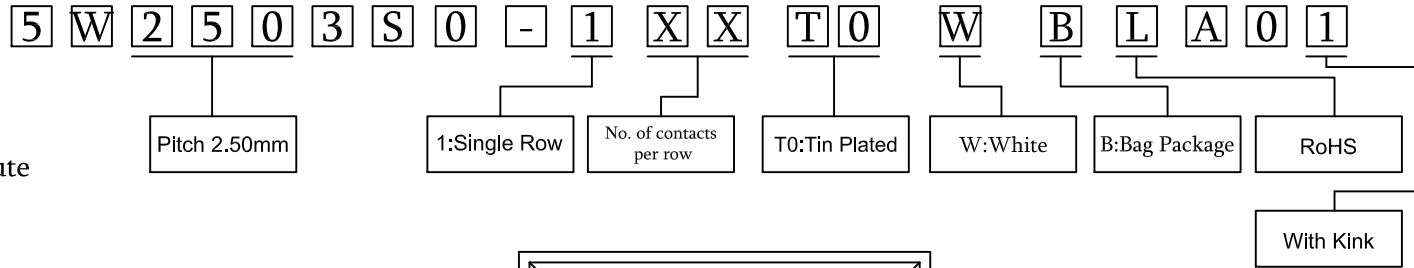 5 W 2 5 0 3 S 0 - 1 X X T 0 W B L A 0 1
Pitch 2.50mm
1:Single Row
No. of contacts
per row
T0:Tin Plated
W:White
B:Bag Package
RoHS
With Kink